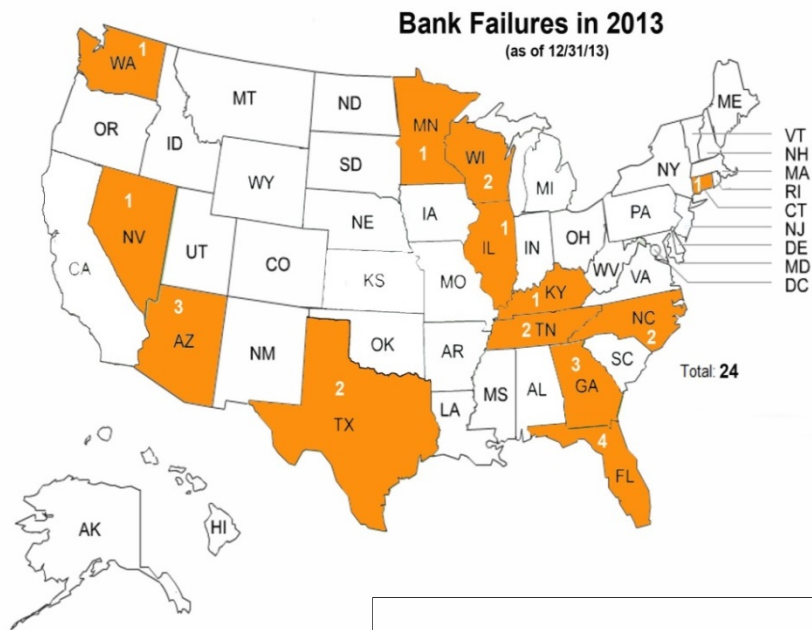 Bank Failures in 2013
(as of 12/31/13)
WA 1
MT
ND
MN
1
ME
VT
NH
MA
RI
CT
NJ
DE
MD
DC
OR
ID
SD
WI
2
NY
1
WY
MI
1
NV
IA
PA
NE
1
IL
IN
OH
UT
CA
CO
KS
MO
WV
VA
1 KY
3
AZ
2 TN
NC
2
NM
OK
AR
SC
Total: 24
2
TX
MS
AL
3
GA
LA
4
FL
AK
HI